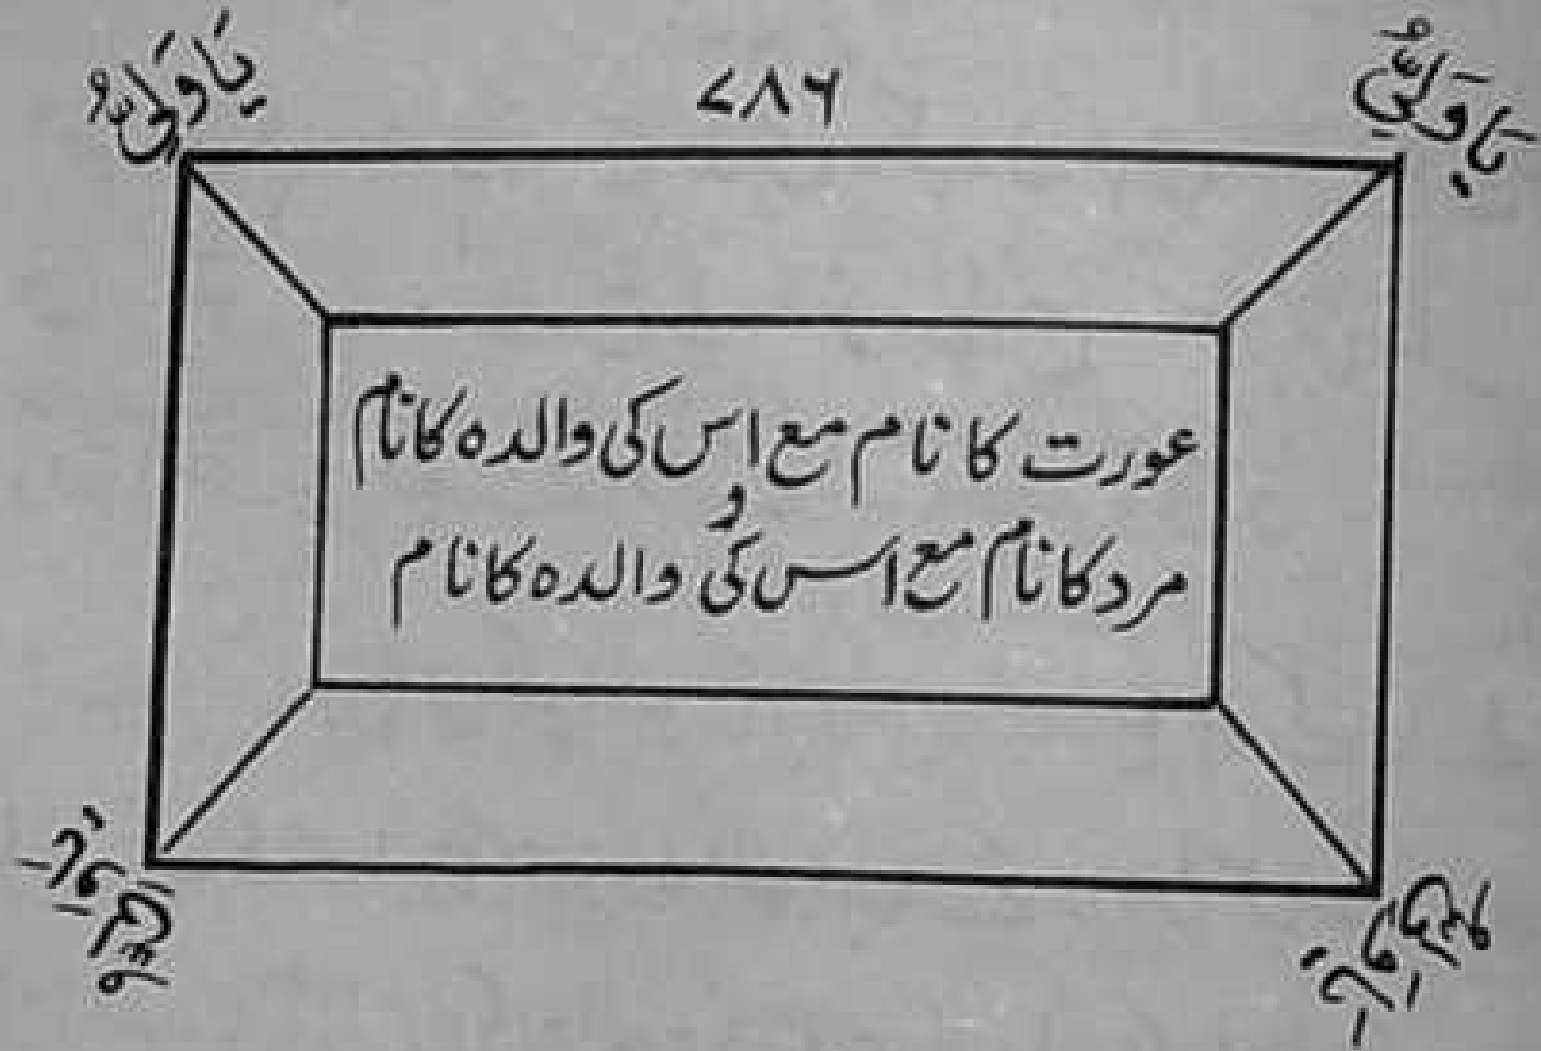 ۷۸۶
یَا وَلِیُّ
یَا وَلِیُّ
عورت کا نام مع اس کی والدہ کا نام
و
مرد کا نام مع اس کی والدہ کا نام
یَا وَلِیُّ
یَا وَلِیُّ